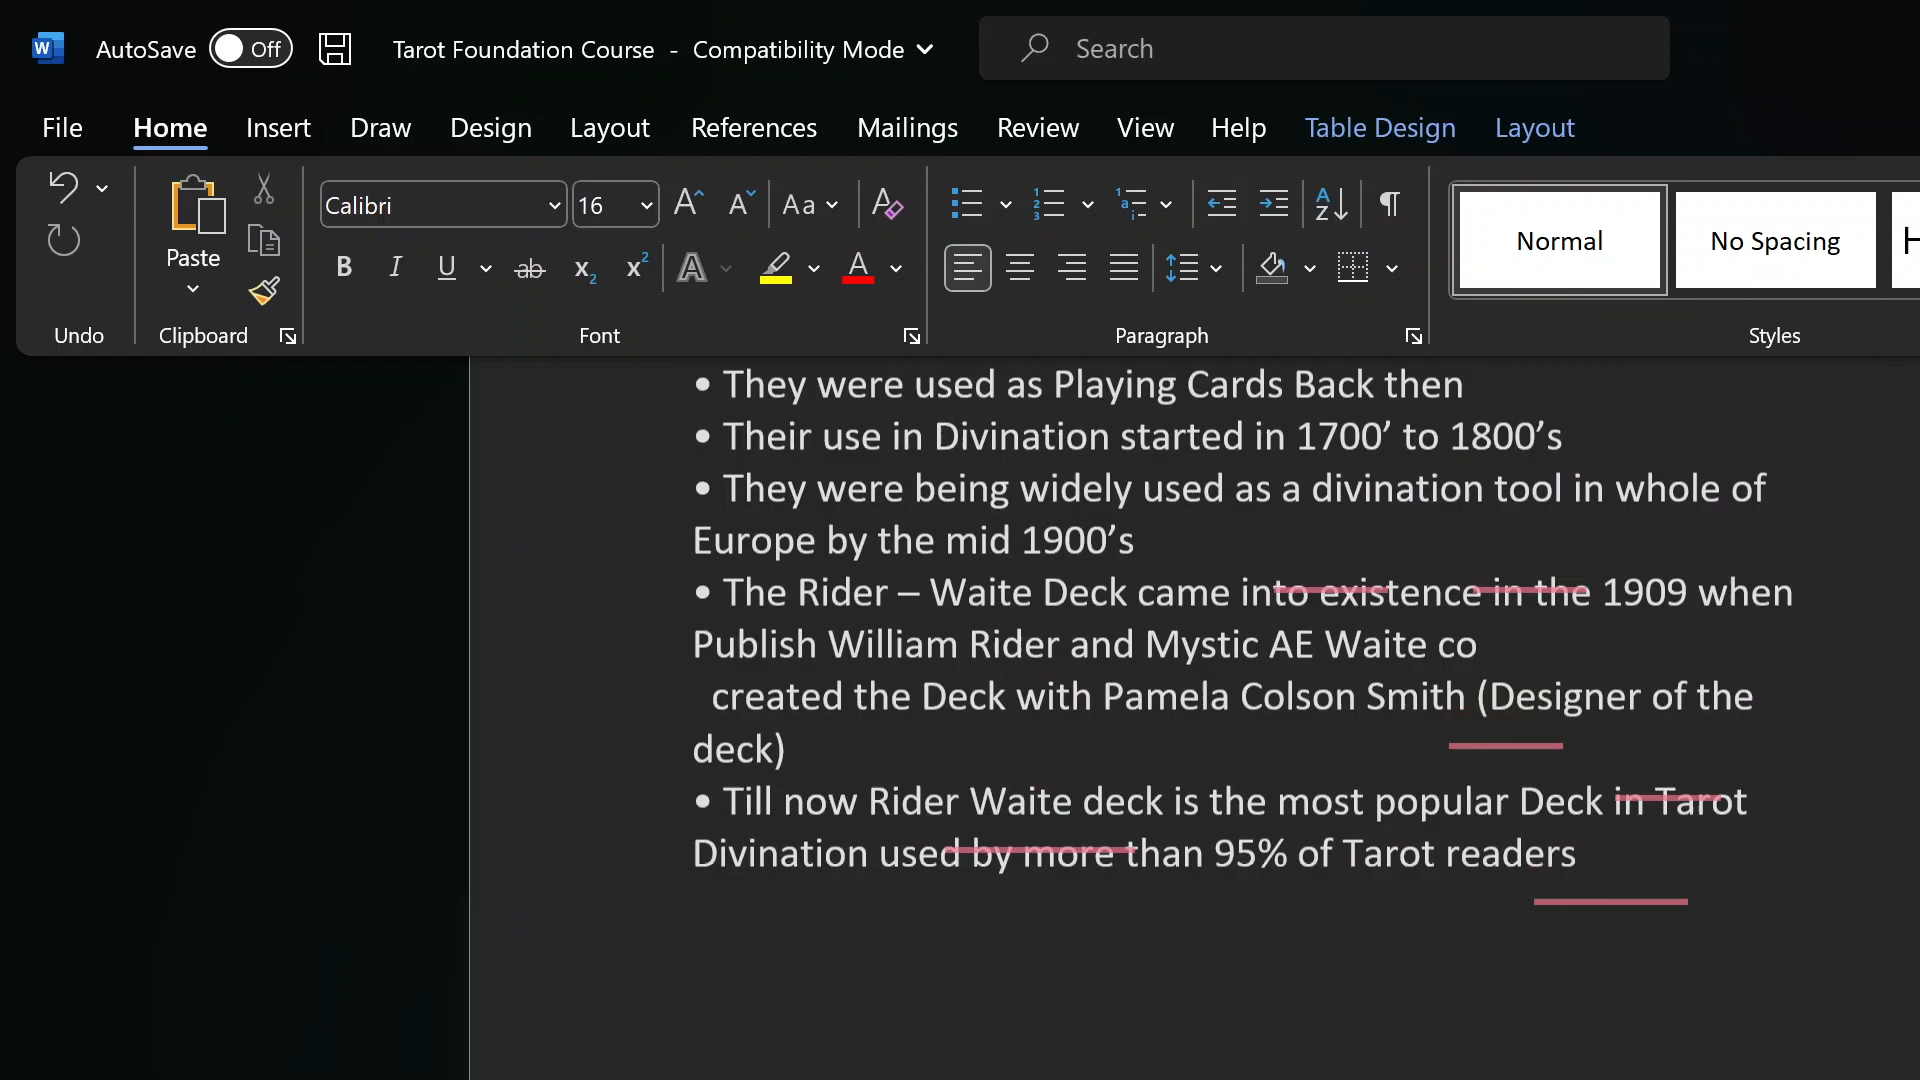 AutoSave Off Tarot Foundation Course - Compatibility Mode Search
File Home Insert Draw Design Layout References Mailings Review View Help Table Design Layout
Calibri 16 Normal No Spacing
Paste
Undo Clipboard Font Paragraph Styles
• They were used as Playing Cards Back then
• Their use in Divination started in 1700’ to 1800’s
• They were being widely used as a divination tool in whole of
Europe by the mid 1900’s
• The Rider – Waite Deck came into existence in the 1909 when
Publish William Rider and Mystic AE Waite co
created the Deck with Pamela Colson Smith (Designer of the
deck)
• Till now Rider Waite deck is the most popular Deck in Tarot
Divination used by more than 95% of Tarot readers